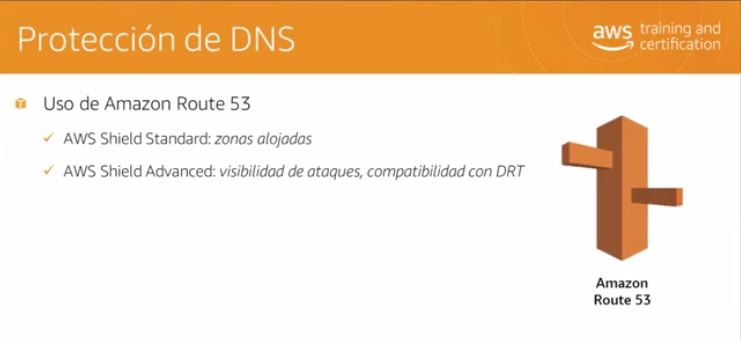 Protección de DNS
aws training and
certification
Uso de Amazon Route 53
AWS Shield Standard: zonas alojadas
AWS Shield Advanced: visibilidad de ataques, compatibilidad con DRT
Amazon
Route 53